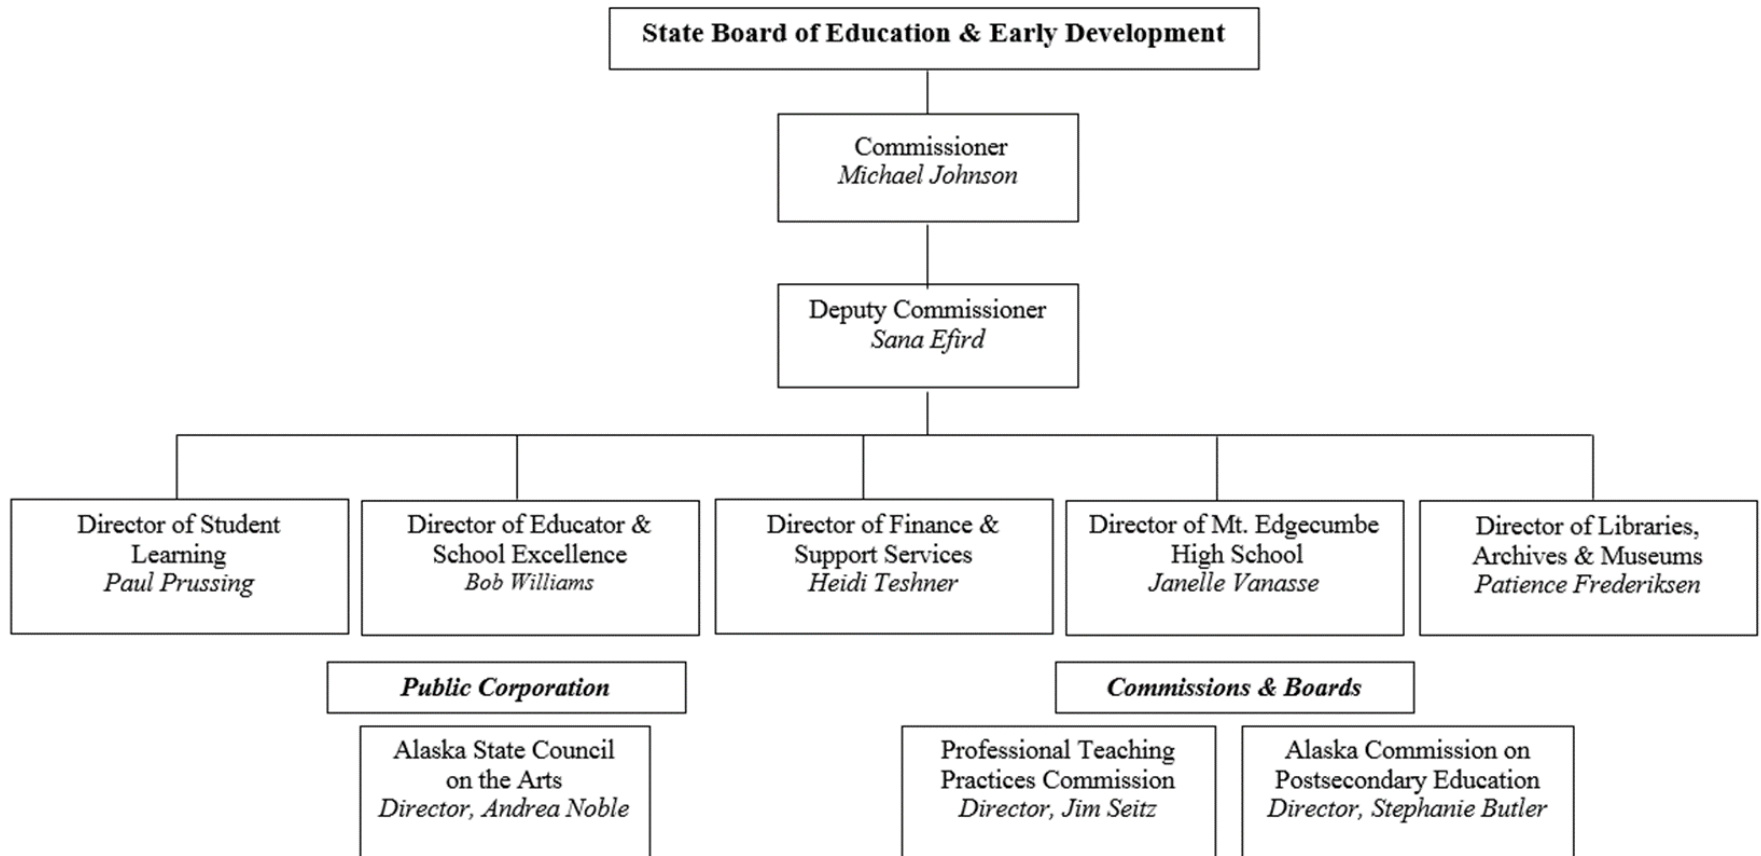 State Board of Education & Early Development
Commissioner
Michael Johnson
Deputy Commissioner
Sana Efird
Director of Student
Learning
Paul Prussing
Director of Educator &
School Excellence
Bob Williams
Director of Finance &
Support Services
Heidi Teshner
Director of Mt. Edgecumbe
High School
Janelle Vanasse
Director of Libraries,
Archives & Museums
Patience Frederiksen
Public Corporation
Alaska State Council
on the Arts
Director, Andrea Noble
Commissions & Boards
Professional Teaching
Practices Commission
Director, Jim Seitz
Alaska Commission on
Postsecondary Education
Director, Stephanie Butler